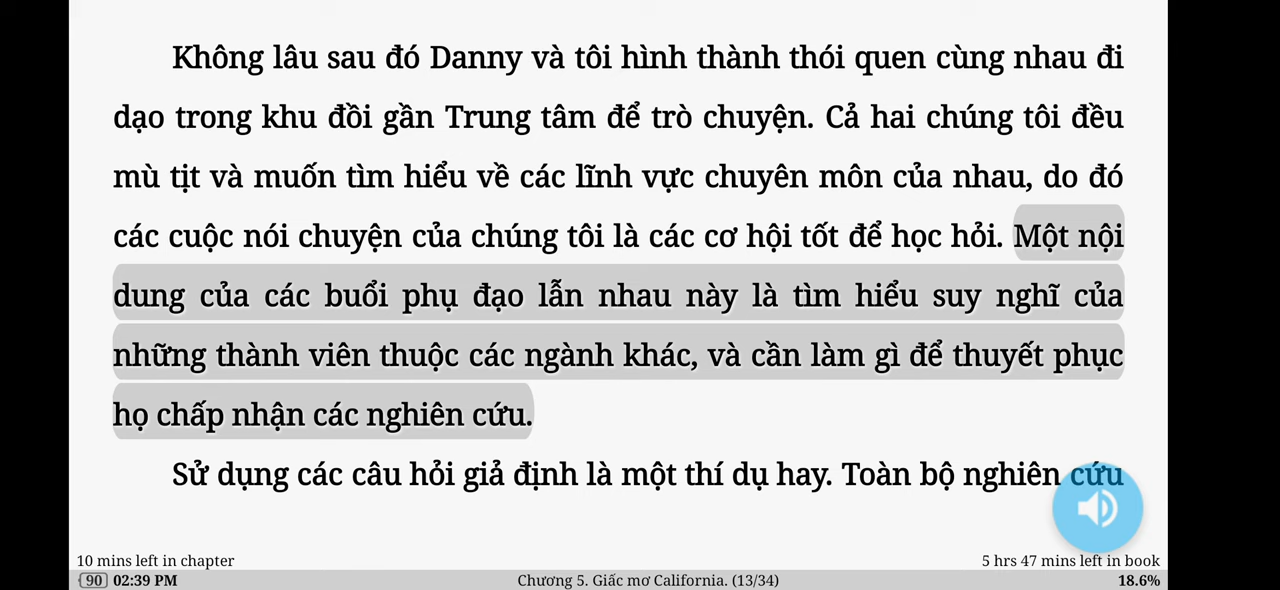 Không lâu sau đó Danny và tôi hình thành thói quen cùng nhau đi
dạo trong khu đồi gần Trung tâm để trò chuyện. Cả hai chúng tôi đều
mù tịt và muốn tìm hiểu về các lĩnh vực chuyên môn của nhau, do đó
các cuộc nói chuyện của chúng tôi là các cơ hội tốt để học hỏi. Một nội
dung của các buổi phụ đạo lẫn nhau này là tìm hiểu suy nghĩ của
những thành viên thuộc các ngành khác, và cần làm gì để thuyết phục
họ chấp nhận các nghiên cứu.
Sử dụng các câu hỏi giả định là một thí dụ hay. Toàn bộ nghiên cứu
10 mins left in chapter 5 hrs 47 mins left in book
90 02:39 PM Chương 5. Giấc mơ California. (13/34) 18.6%